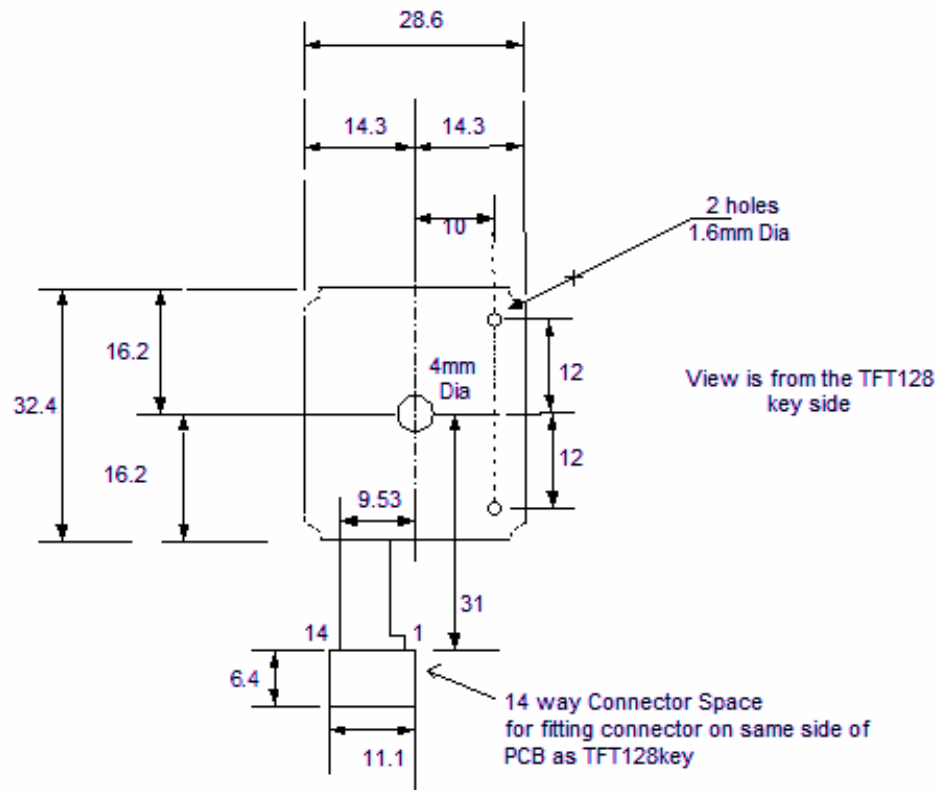 28.6
14.3
14.3
10
2 holes
1.6mm Dia
16.2
4mm
Dia
12
View is from the TFT128
key side
32.4
16.2
12
9.53
31
14
1
6.4
14 way Connector Space
for fitting connector on same side of
PCB as TFT128key
11.1